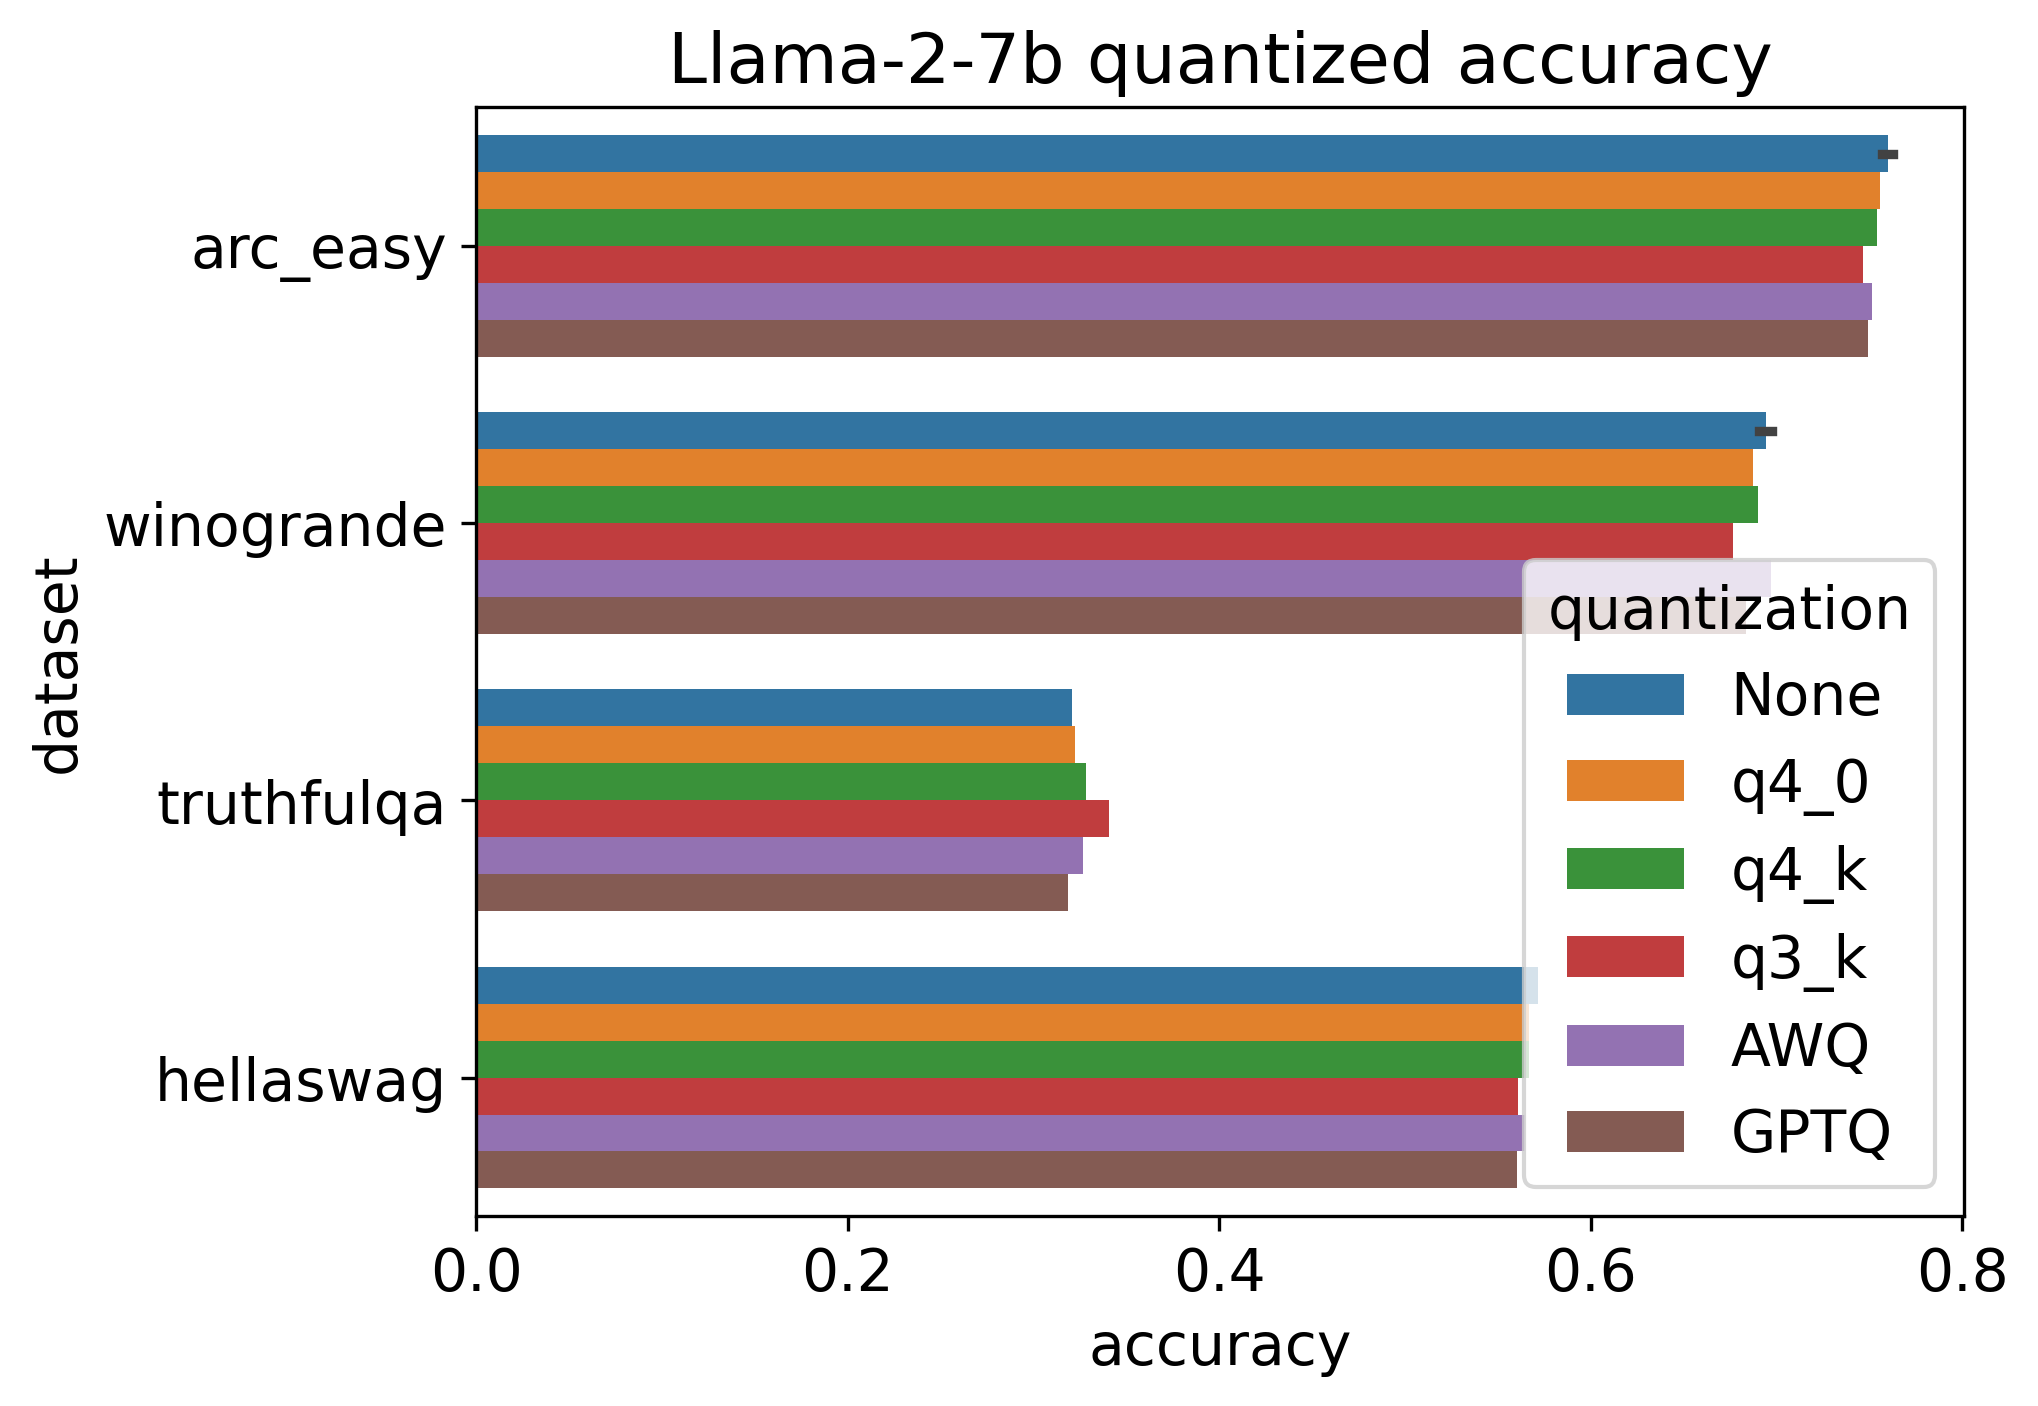 Llama-2-7b quantized accuracy
dataset
arc_easy
winogrande
truthfulqa
hellaswag
quantization
None
q4_0
q4_k
q3_k
AWQ
GPTQ
0.0 0.2 0.4 0.6 0.8
accuracy